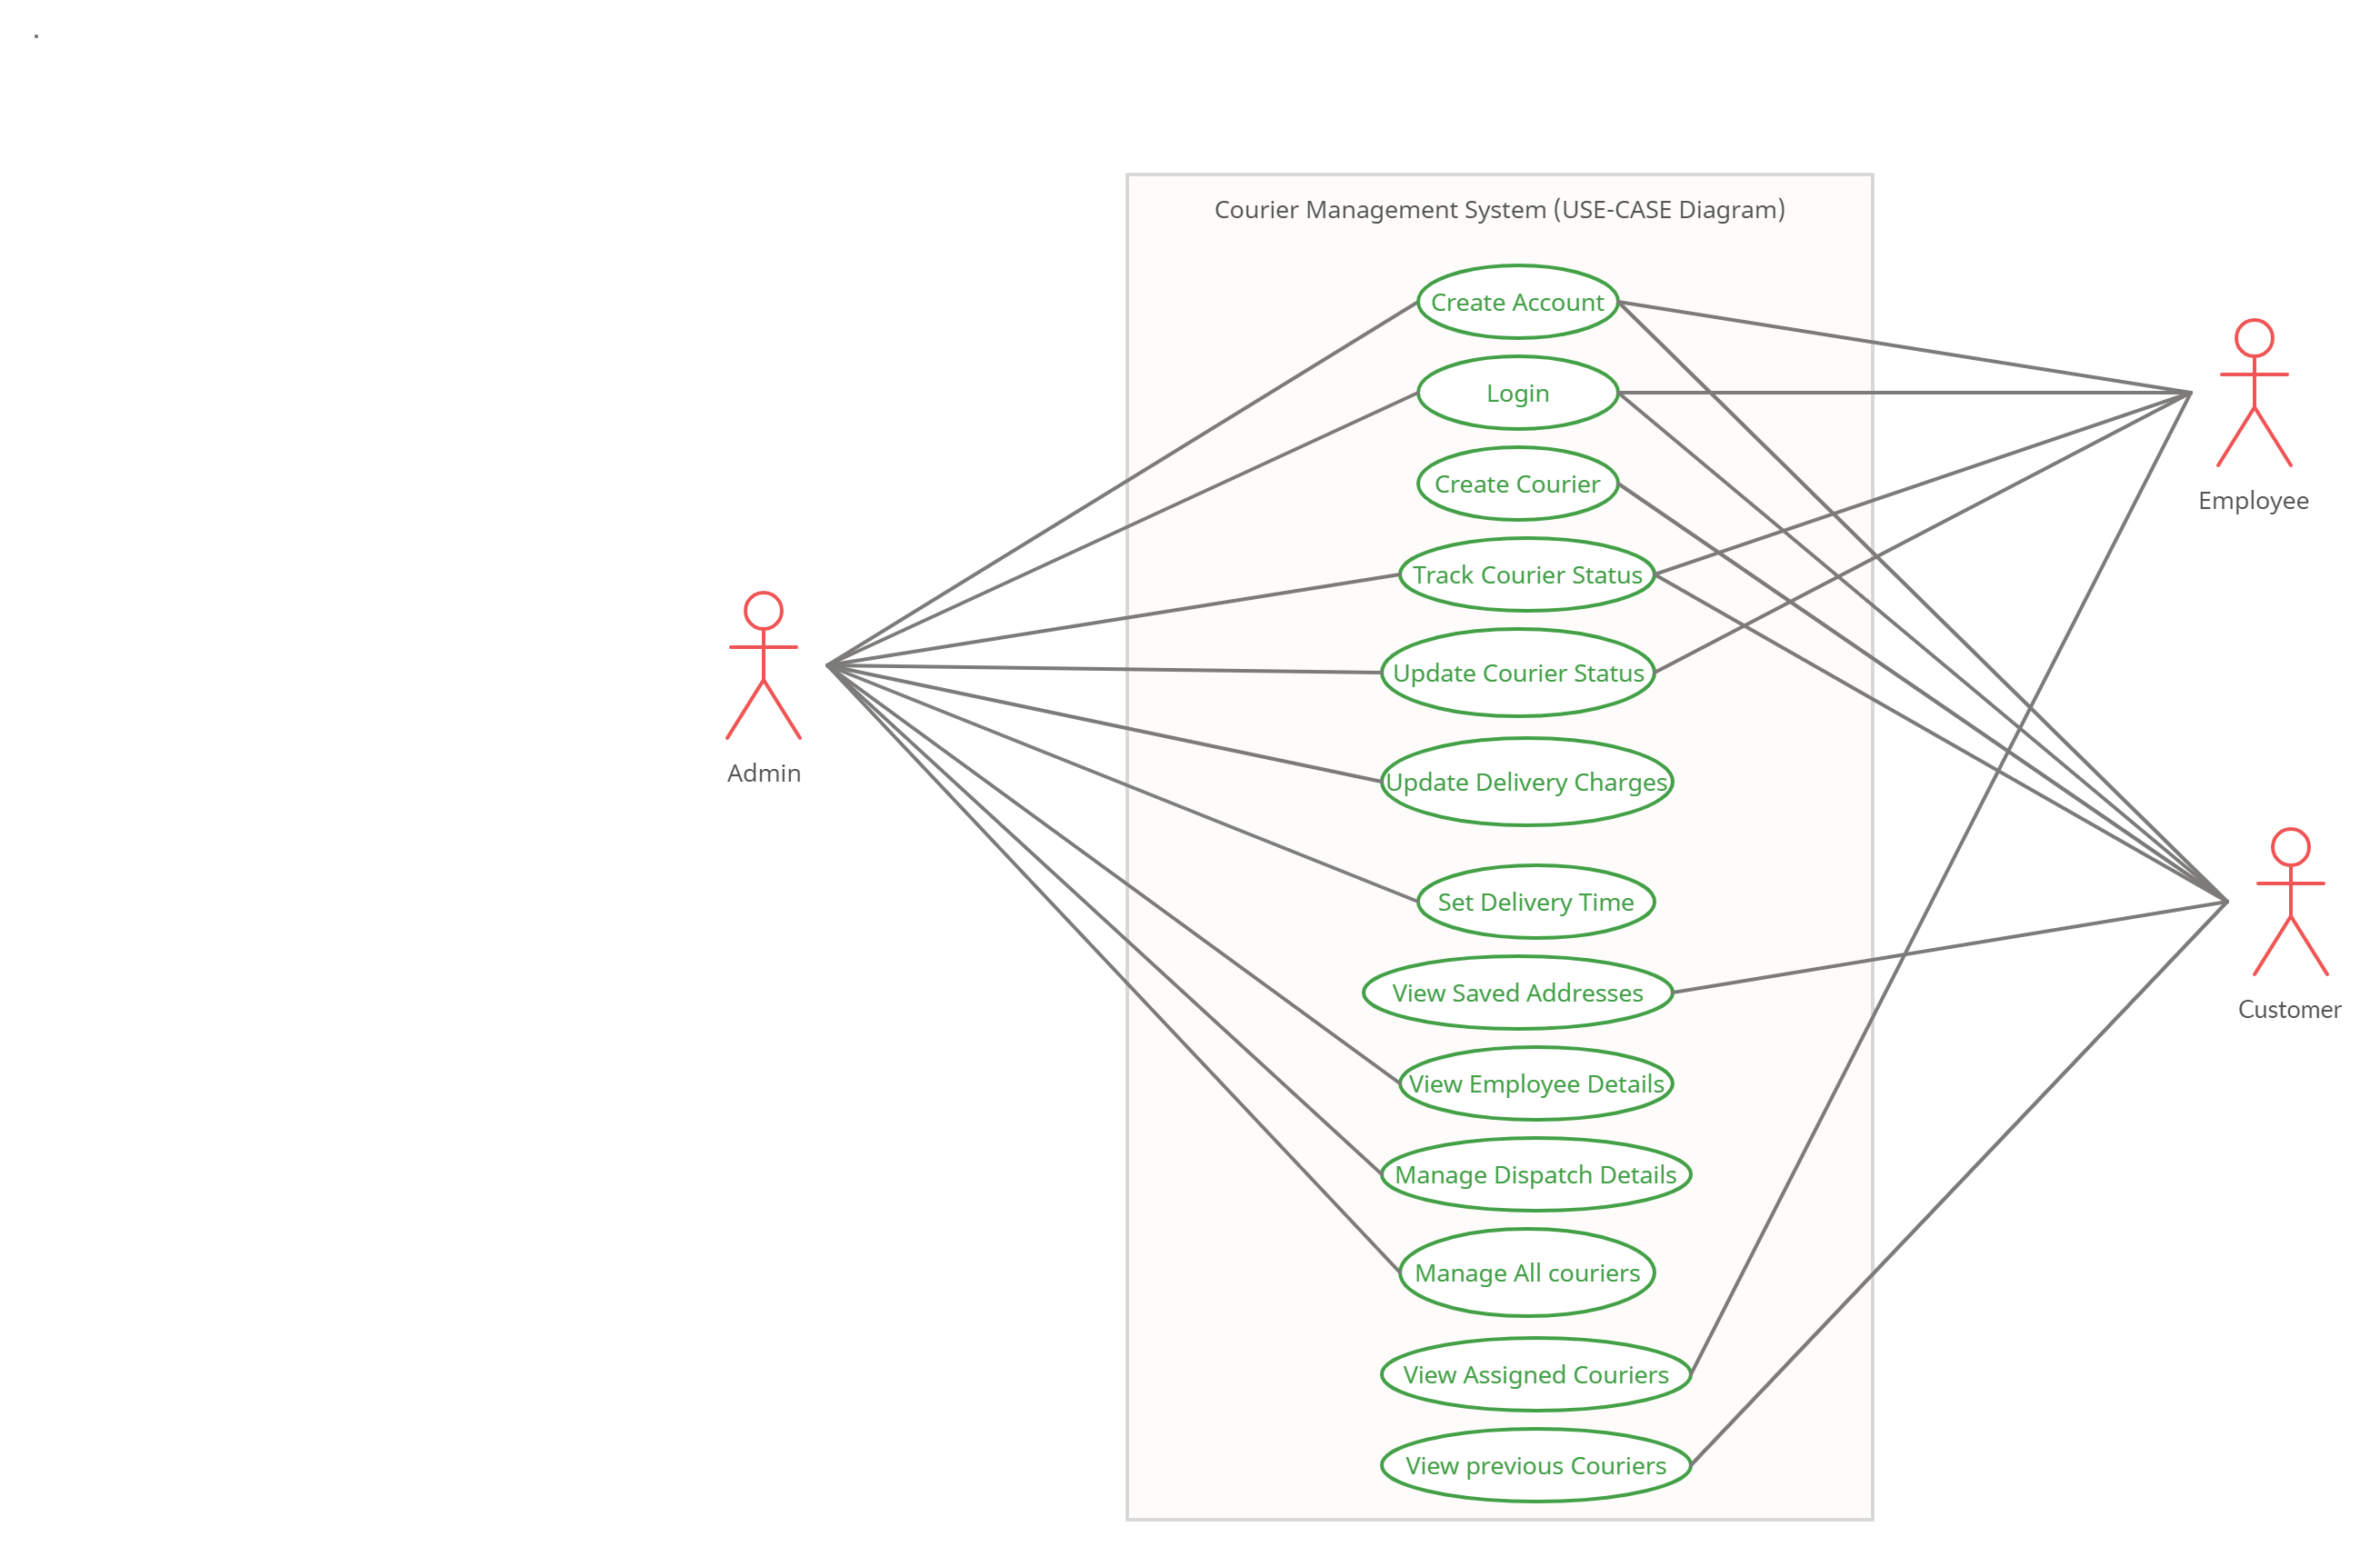 .
Courier Management System (USE-CASE Diagram)
Create Account
Login
Create Courier
Employee
Track Courier Status
Update Courier Status
Admin
Update Delivery Charges
Set Delivery Time
View Saved Addresses
Customer
View Employee Details
Manage Dispatch Details
Manage All couriers
View Assigned Couriers
View previous Couriers